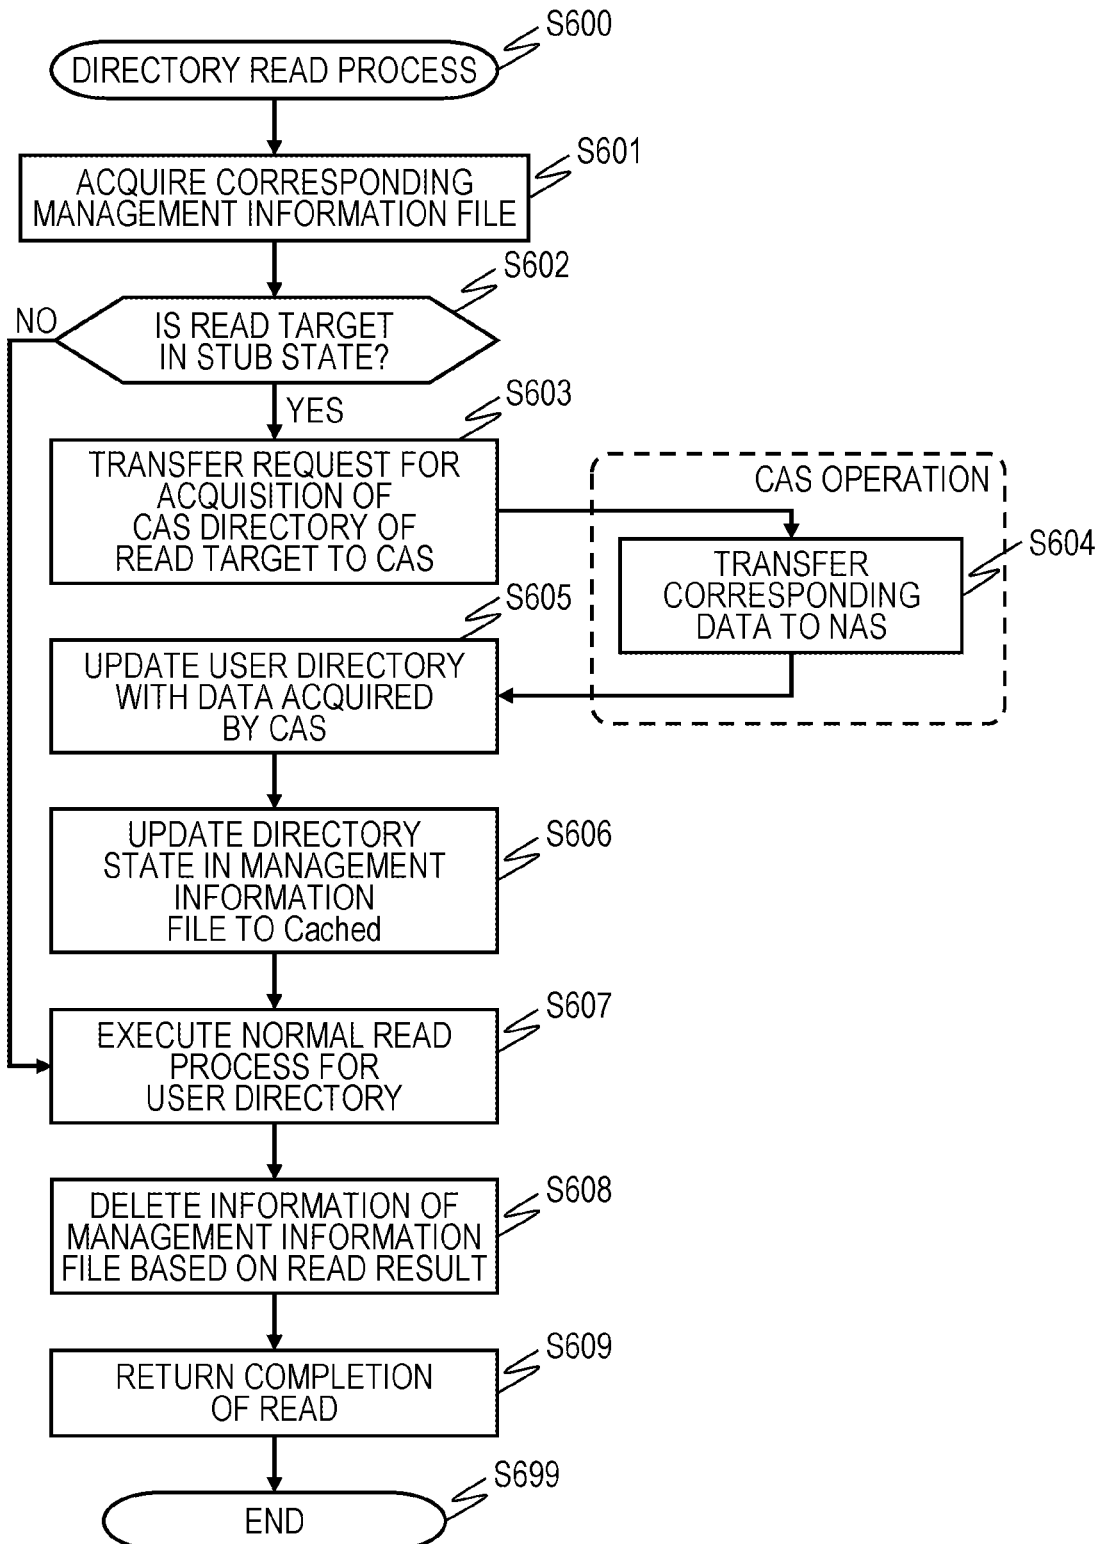 S600
DIRECTORY READ PROCESS
S601
ACQUIRE CORRESPONDING
MANAGEMENT INFORMATION FILE
S602
NO
IS READ TARGET
IN STUB STATE?
YES
S603
TRANSFER REQUEST FOR
ACQUISITION OF
CAS DIRECTORY OF
READ TARGET TO CAS
CAS OPERATION
S604
TRANSFER
CORRESPONDING
DATA TO NAS
S605
UPDATE USER DIRECTORY
WITH DATA ACQUIRED
BY CAS
S606
UPDATE DIRECTORY
STATE IN MANAGEMENT
INFORMATION
FILE TO Cached
S607
EXECUTE NORMAL READ
PROCESS FOR
USER DIRECTORY
S608
DELETE INFORMATION OF
MANAGEMENT INFORMATION
FILE BASED ON READ RESULT
S609
RETURN COMPLETION
OF READ
S699
END